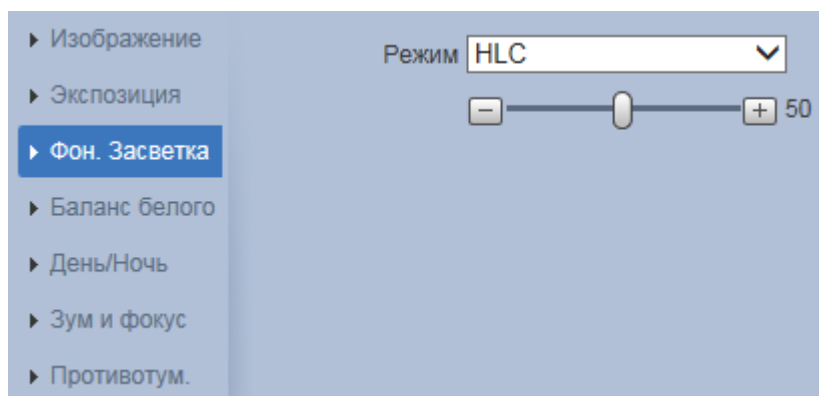 Изображение
Экспозиция
Фон. Засветка
Баланс белого
День/Ночь
Зум и фокус
Противотум.
Режим HLC
50